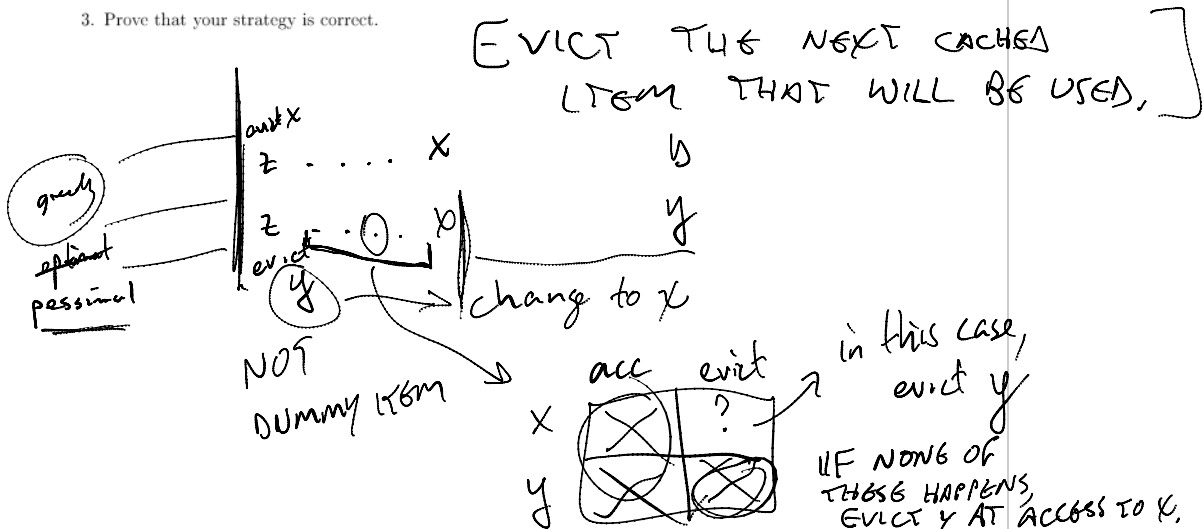 3. Prove that your strategy is correct.
EVICT THE NEXT CACHED
ITEM THAT WILL BE USED.
evict x
z . . . . x b
greedy
z . . . . x y
optimal
evict
pessimal
y
change to x
NOT
DUMMY ITEM
in this case,
evict y
acc evict
x ?
y
IF NONE OF
THESE HAPPENS,
EVICT y AT ACCESS TO x.